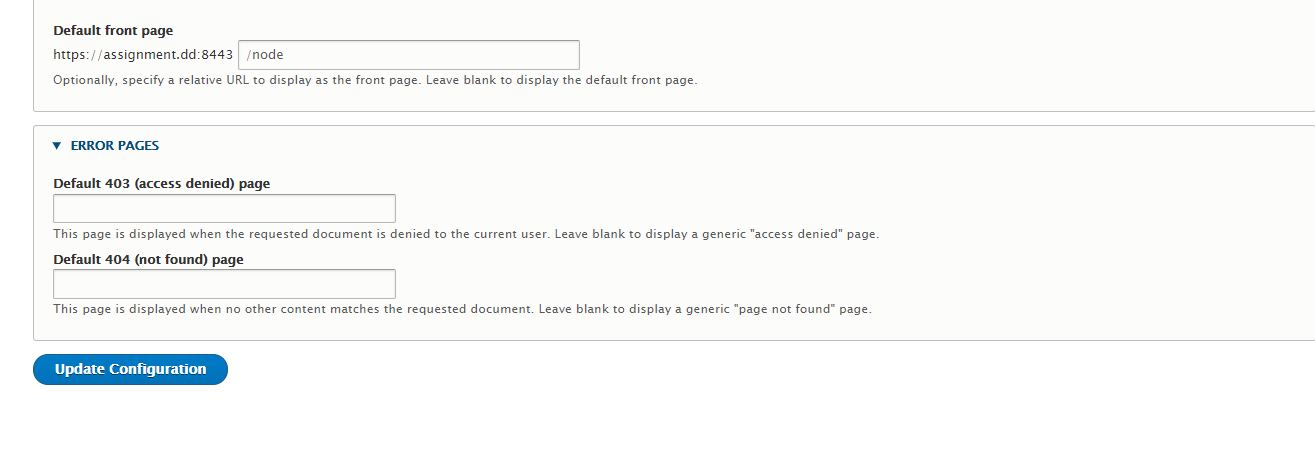 Default front page
https://assignment.dd:8443 /node
Optionally, specify a relative URL to display as the front page. Leave blank to display the default front page.
ERROR PAGES
Default 403 (access denied) page
This page is displayed when the requested document is denied to the current user. Leave blank to display a generic "access denied" page.
Default 404 (not found) page
This page is displayed when no other content matches the requested document. Leave blank to display a generic "page not found" page.
Update Configuration